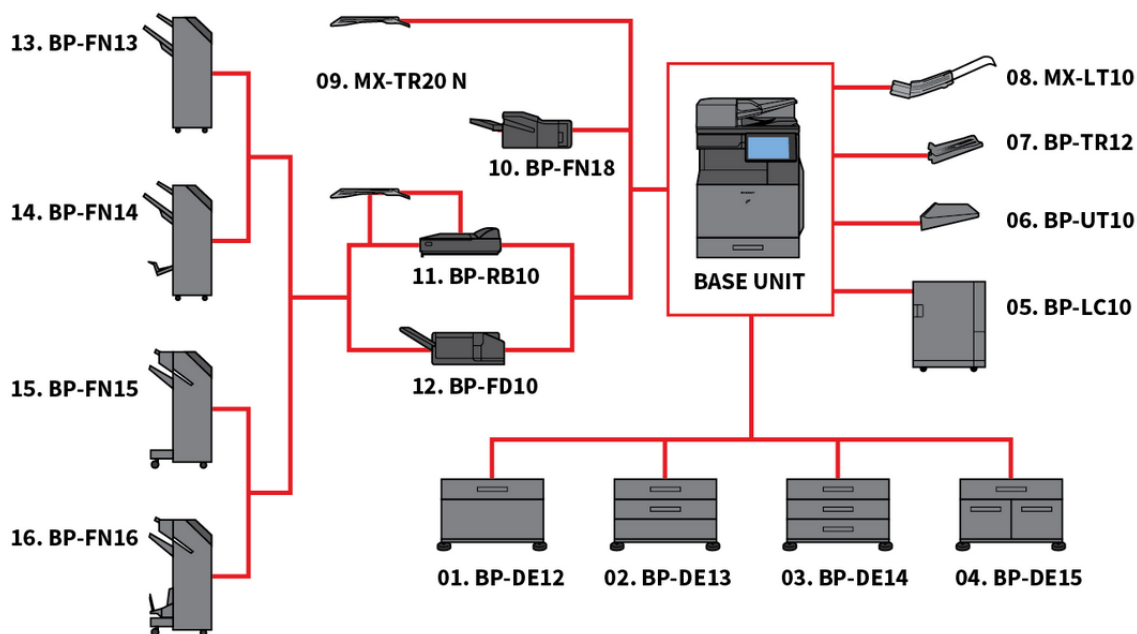 13. BP-FN13
09. MX-TR20 N
08. MX-LT10
07. BP-TR12
10. BP-FN18
14. BP-FN14
06. BP-UT10
11. BP-RB10
BASE UNIT
05. BP-LC10
15. BP-FN15
12. BP-FD10
16. BP-FN16
01. BP-DE12
02. BP-DE13
03. BP-DE14
04. BP-DE15